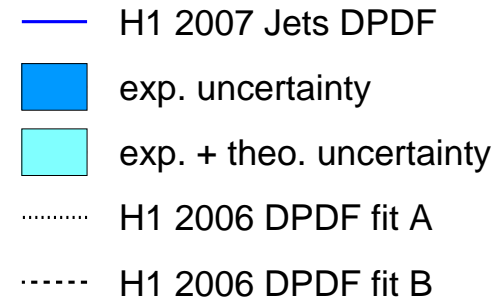 H1 2007 Jets DPDF
exp. uncertainty
exp. + theo. uncertainty
H1 2006 DPDF fit A
H1 2006 DPDF fit B